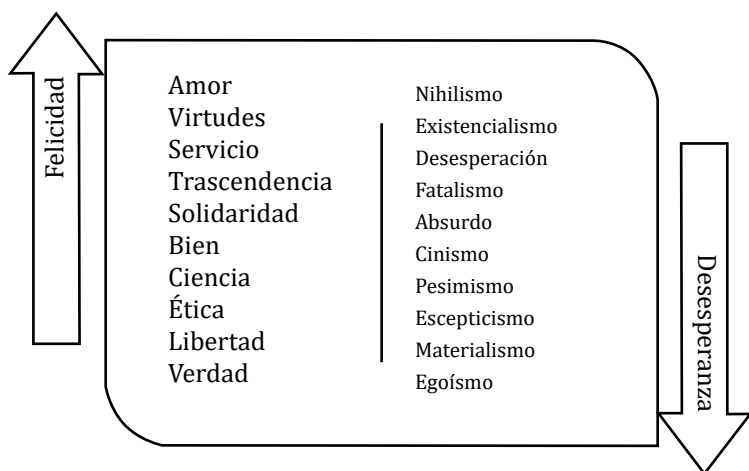 Felicidad
Amor
Virtudes
Servicio
Trascendencia
Solidaridad
Bien
Ciencia
Ética
Libertad
Verdad
Nihilismo
Existencialismo
Desesperación
Fatalismo
Absurdo
Cinismo
Pesimismo
Escepticismo
Materialismo
Egoísmo
Desesperanza